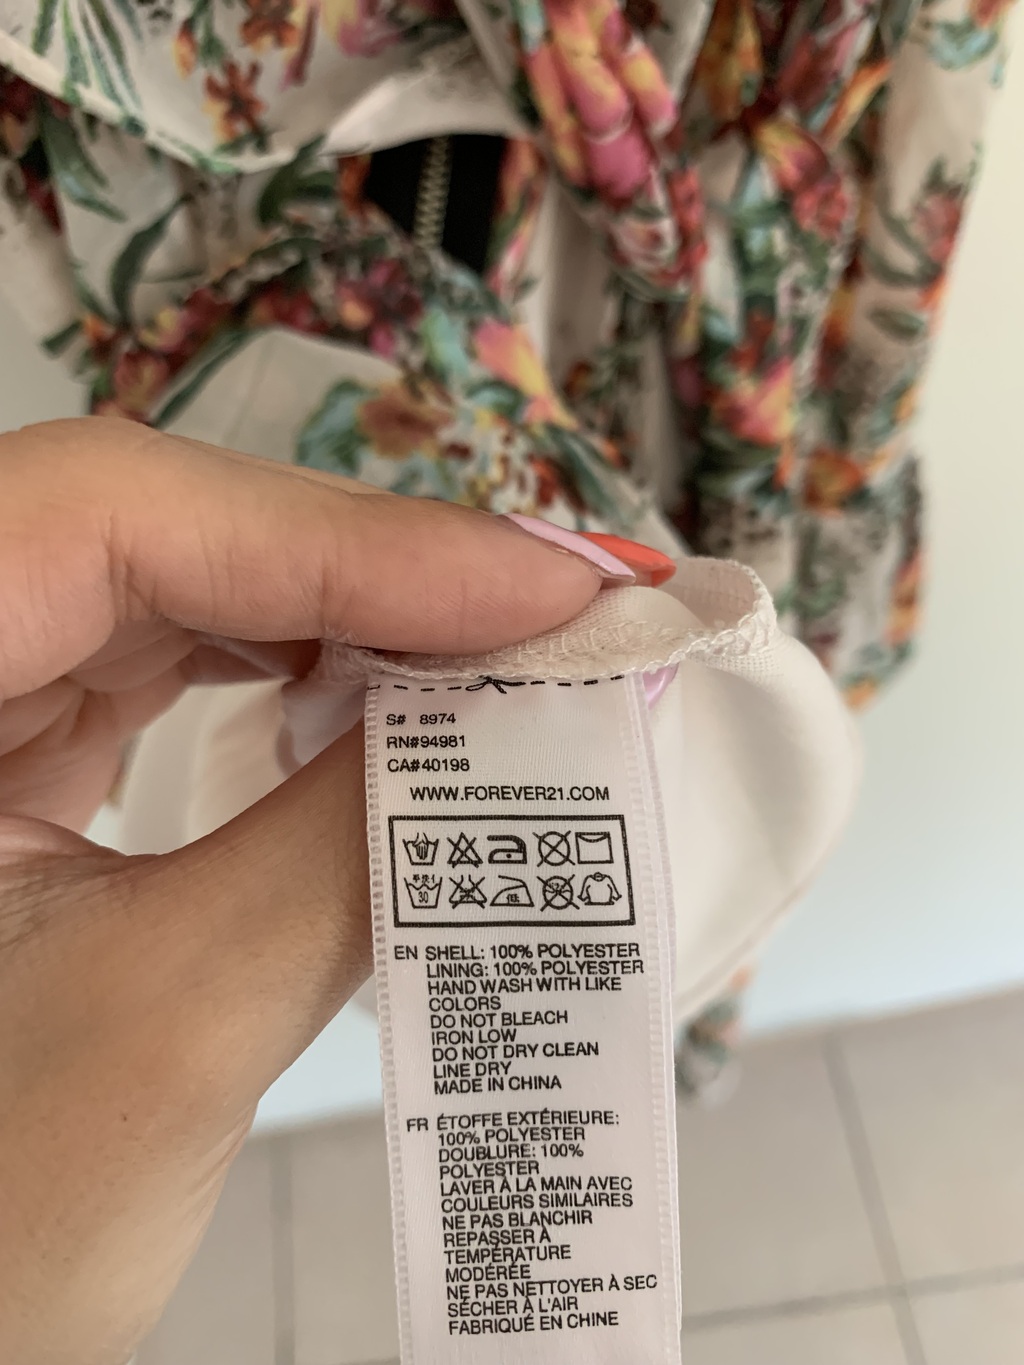 S# 8974
RN#94981
CA#40198
WWW.FOREVER21.COM
30
EN SHELL: 100% POLYESTER
LINING: 100% POLYESTER
HAND WASH WITH LIKE
COLORS
DO NOT BLEACH
IRON LOW
DO NOT DRY CLEAN
LINE DRY
MADE IN CHINA
FR ÉTOFFE EXTÉRIEURE:
100% POLYESTER
DOUBLURE: 100%
POLYESTER
LAVER À LA MAIN AVEC
COULEURS SIMILAIRES
NE PAS BLANCHIR
REPASSER À
TEMPÉRATURE
MODÉRÉE
NE PAS NETTOYER À SEC
SÉCHER À L'AIR
FABRIQUÉ EN CHINE